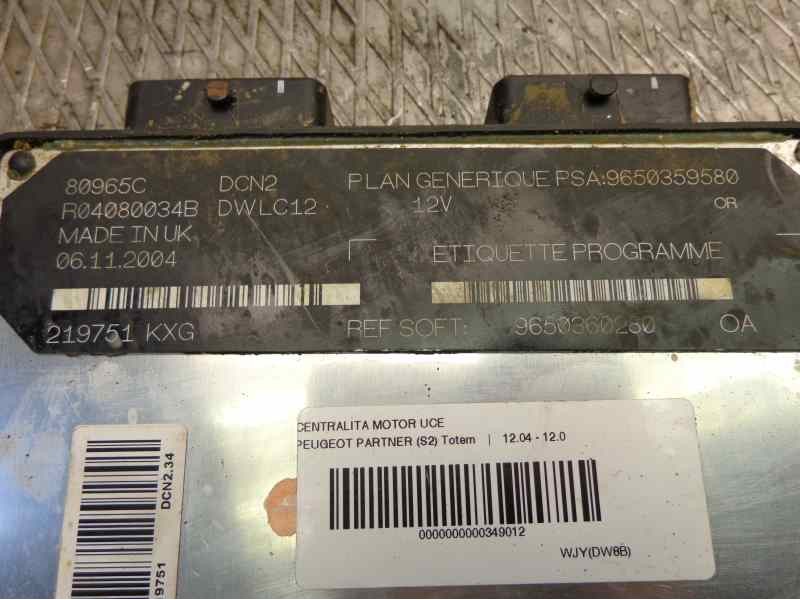 80965C DCN2 PLAN GENERIQUE PSA:9650359580
R04080034B DWLC12 12V OR
MADE IN UK
06.11.2004 ETIQUETTE PROGRAMME
219751 KXG REF SOFT: 9650360280 OA
CENTRALITA MOTOR UCE
PEUGEOT PARTNER (S2) Totem | 12.04 - 12.0
0000000000349012
WJY(DW8B)
DCN2.34
9751